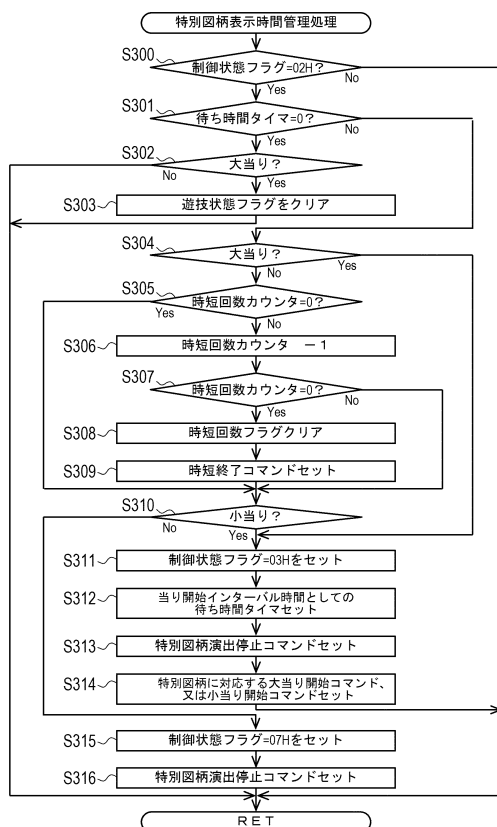 特別図柄表示時間管理処理
S300
制御状態フラグ=02H？
No
Yes
S301
待ち時間タイマ=0？
No
Yes
S302
大当り？
No
Yes
S303
遊技状態フラグをクリア
S304
大当り？
Yes
No
S305
時短回数カウンタ=0？
Yes
No
S306
時短回数カウンタ －1
S307
時短回数カウンタ=0？
No
Yes
S308
時短回数フラグクリア
S309
時短終了コマンドセット
S310
小当り？
No
Yes
S311
制御状態フラグ=03Hをセット
S312
当り開始インターバル時間としての
待ち時間タイマセット
S313
特別図柄演出停止コマンドセット
S314
特別図柄に対応する大当り開始コマンド、
又は小当り開始コマンドセット
S315
制御状態フラグ=07Hをセット
S316
特別図柄演出停止コマンドセット
RET